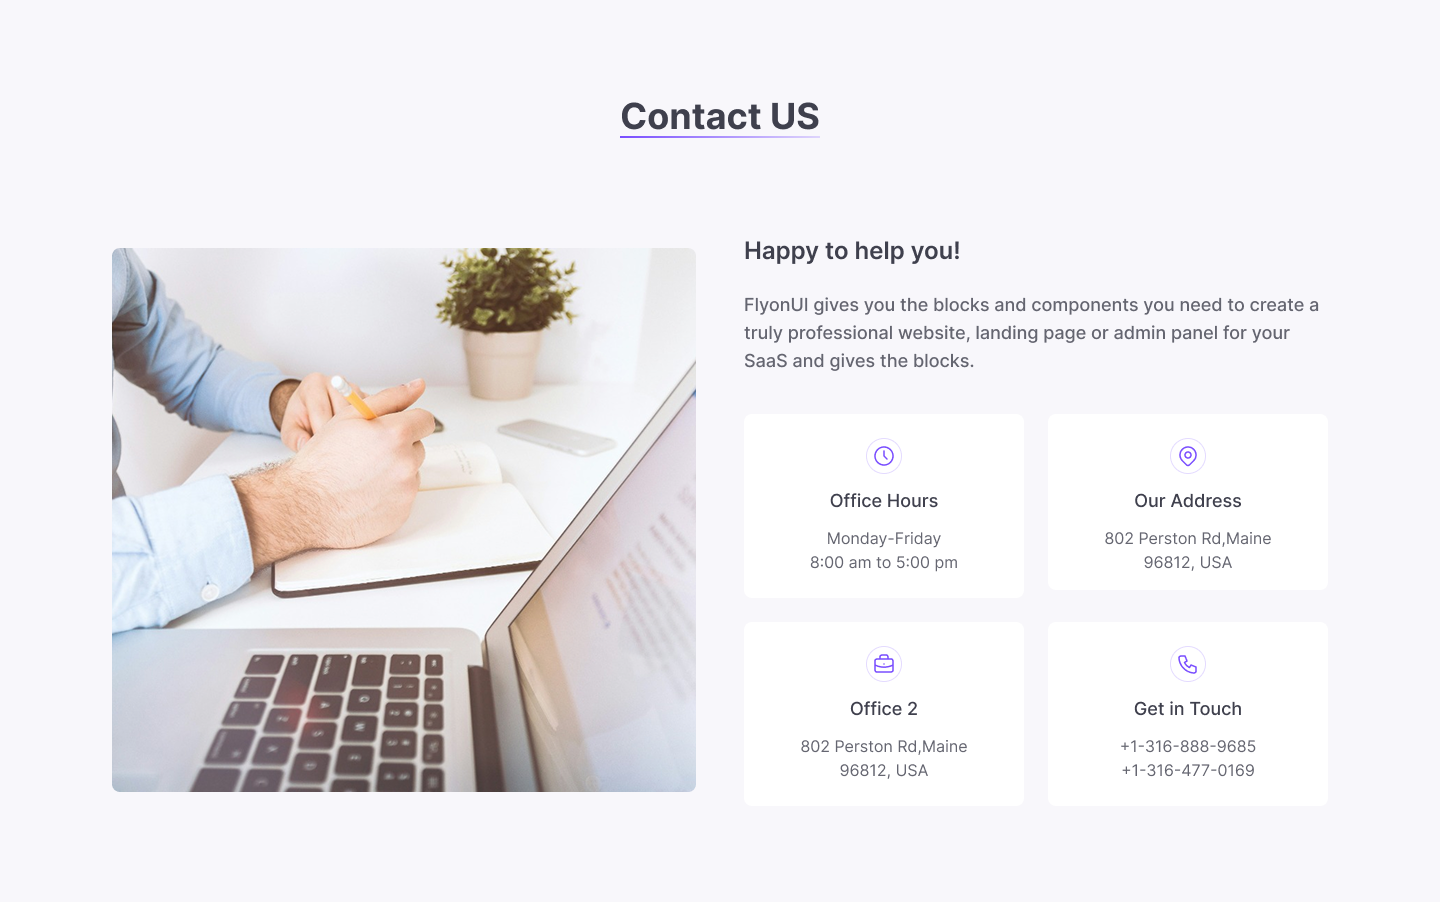 Contact US
Happy to help you!
FlyonUI gives you the blocks and components you need to create a
truly professional website, landing page or admin panel for your
SaaS and gives the blocks.
Office Hours
Monday-Friday
8:00 am to 5:00 pm
Our Address
802 Perston Rd,Maine
96812, USA
Office 2
802 Perston Rd,Maine
96812, USA
Get in Touch
+1-316-888-9685
+1-316-477-0169